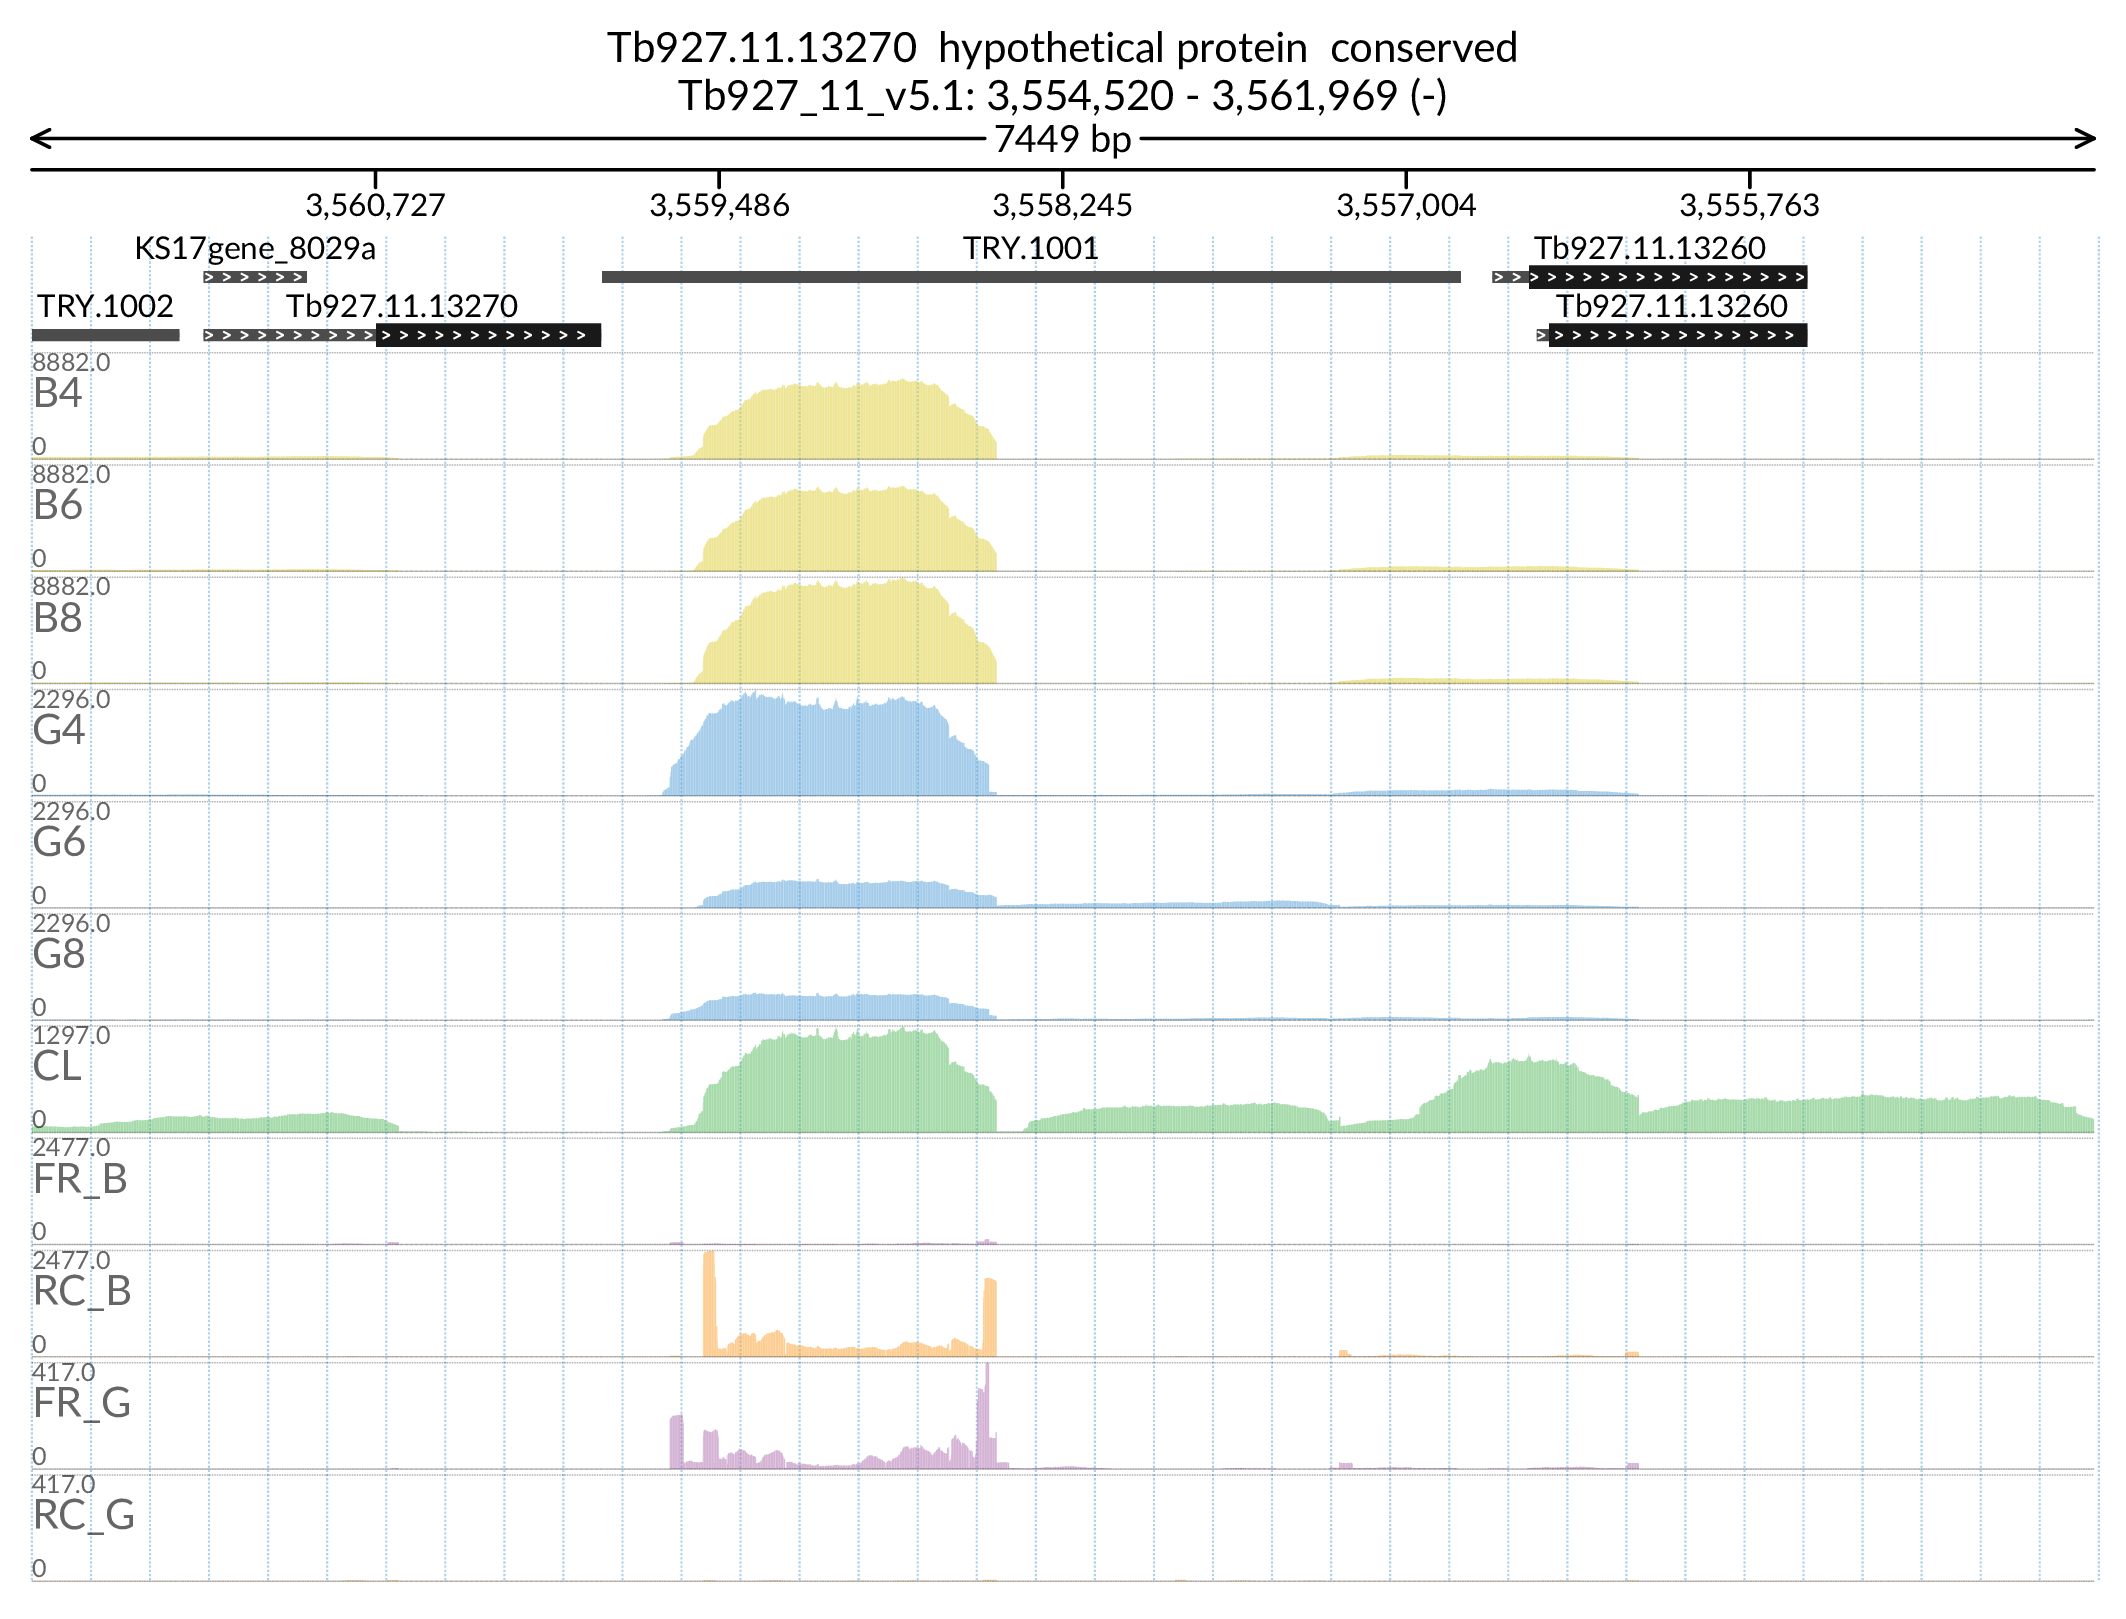 Tb927.11.13270 hypothetical protein conserved
Tb927_11_v5.1: 3,554,520 - 3,561,969 (-)
7449 bp
3,560,727 3,559,486 3,558,245 3,557,004 3,555,763
KS17gene_8029a TRY.1001 Tb927.11.13260
TRY.1002 Tb927.11.13270 Tb927.11.13260
8882.0
B4
0
8882.0
B6
0
8882.0
B8
0
2296.0
G4
0
2296.0
G6
0
2296.0
G8
0
1297.0
CL
0
2477.0
FR_B
0
2477.0
RC_B
0
417.0
FR_G
0
417.0
RC_G
0